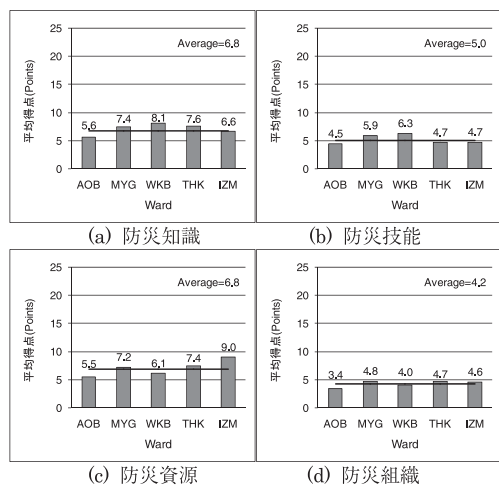 平均得点(Points)
25
20
15
10
5
0
Average=6.8
5.6 7.4 8.1 7.6 6.6
AOB MYG WKB THK IZM
Ward
(a) 防災知識
平均得点(Points)
25
20
15
10
5
0
Average=5.0
4.5 5.9 6.3 4.7 4.7
AOB MYG WKB THK IZM
Ward
(b) 防災技能
平均得点(Points)
25
20
15
10
5
0
Average=6.8
5.5 7.2 6.1 7.4 9.0
AOB MYG WKB THK IZM
Ward
(c) 防災資源
平均得点(Points)
25
20
15
10
5
0
Average=4.2
3.4 4.8 4.0 4.7 4.6
AOB MYG WKB THK IZM
Ward
(d) 防災組織